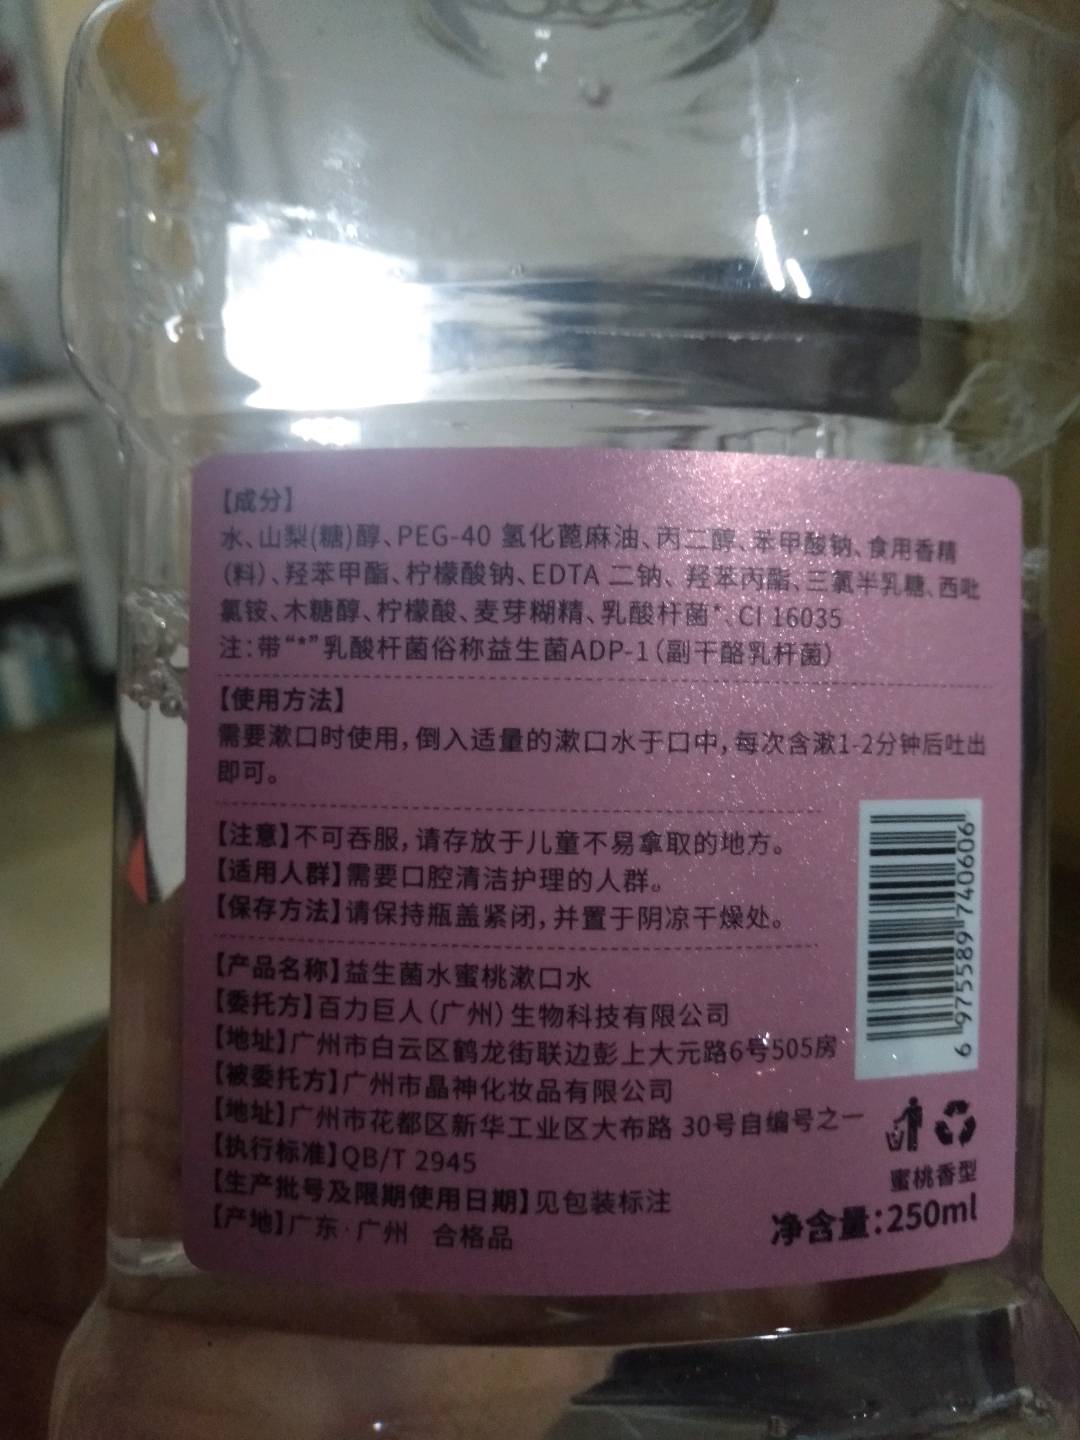 【成分】
水、山梨(糖)醇、PEG-40 氢化蓖麻油、丙二醇、苯甲酸钠、食用香精
(料)、羟苯甲酯、柠檬酸钠、EDTA 二钠、羟苯丙酯、三氯半乳糖、西吡
氯铵、木糖醇、柠檬酸、麦芽糊精、乳酸杆菌*、CI 16035
注：带“*”乳酸杆菌俗称益生菌ADP-1（副干酪乳杆菌）
【使用方法】
需要漱口时使用，倒入适量的漱口水于口中，每次含漱1-2分钟后吐出
即可。
【注意】不可吞服，请存放于儿童不易拿取的地方。
【适用人群】需要口腔清洁护理的人群。
【保存方法】请保持瓶盖紧闭，并置于阴凉干燥处。
【产品名称】益生菌水蜜桃漱口水
【委托方】百力巨人（广州）生物科技有限公司
【地址】广州市白云区鹤龙街联边彭上大元路6号505房
【被委托方】广州市晶神化妆品有限公司
【地址】广州市花都区新华工业区大布路 30号自编号之一
【执行标准】QB/T 2945
【生产批号及限期使用日期】见包装标注
【产地】广东·广州 合格品
6 975589 740606
蜜桃香型
净含量：250ml